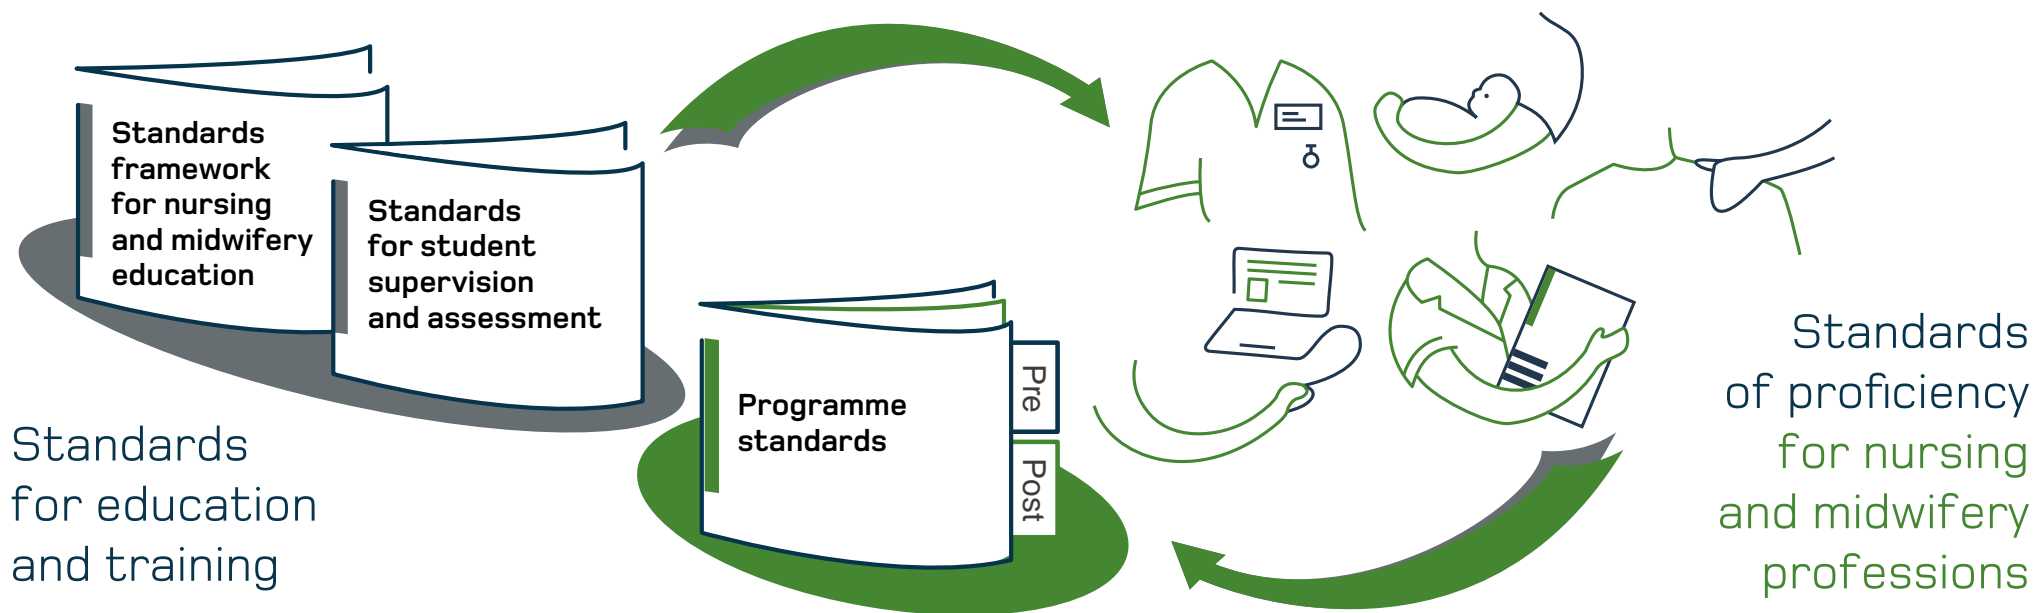 Standards
framework
for nursing
and midwifery
education
Standards
for student
supervision
and assessment
Programme
standards
Pre
Post
Standards
for education
and training
Standards
of proficiency
for nursing
and midwifery
professions